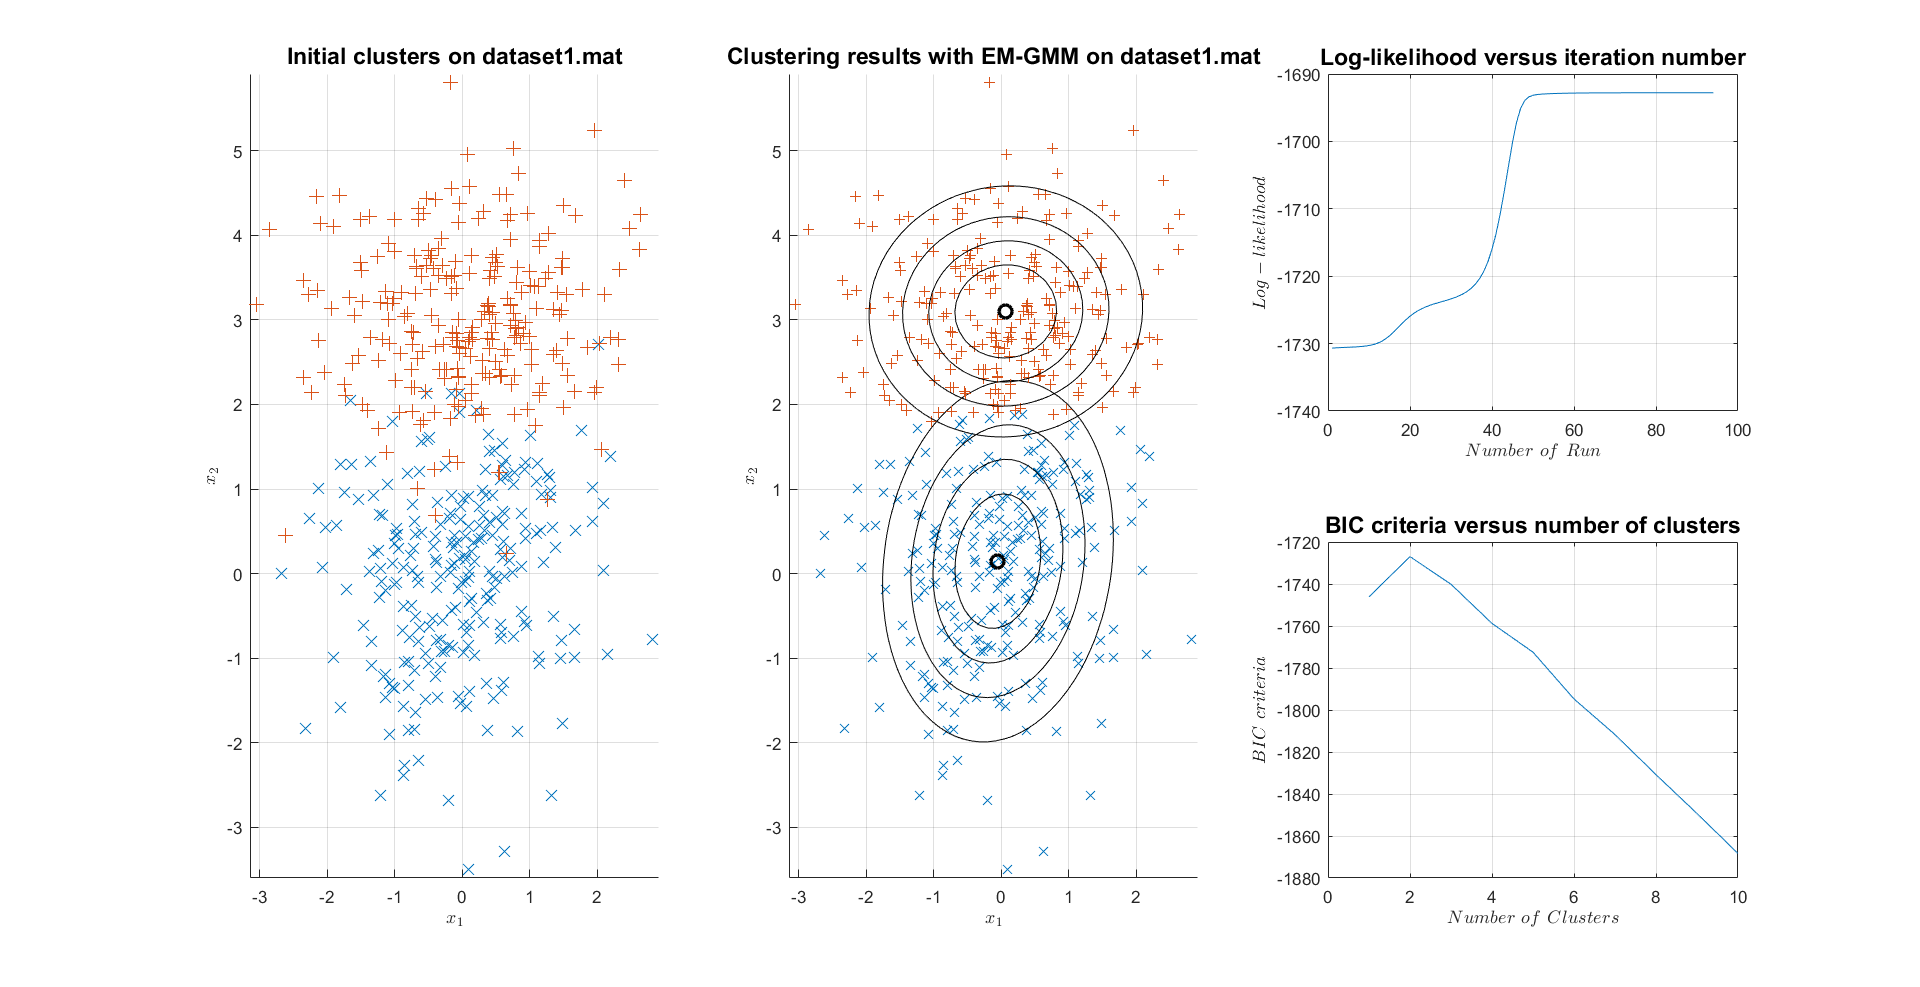 Initial clusters on dataset1.mat
5
4
3
2
1
0
-1
-2
-3
x_2
-3 -2 -1 0 1 2
x_1
Clustering results with EM-GMM on dataset1.mat
5
4
3
2
1
0
-1
-2
-3
x_2
-3 -2 -1 0 1 2
x_1
Log-likelihood versus iteration number
-1690
-1700
-1710
-1720
-1730
-1740
Log - likelihood
0 20 40 60 80 100
Number of Run
BIC criteria versus number of clusters
-1720
-1740
-1760
-1780
-1800
-1820
-1840
-1860
-1880
BIC criteria
0 2 4 6 8 10
Number of Clusters